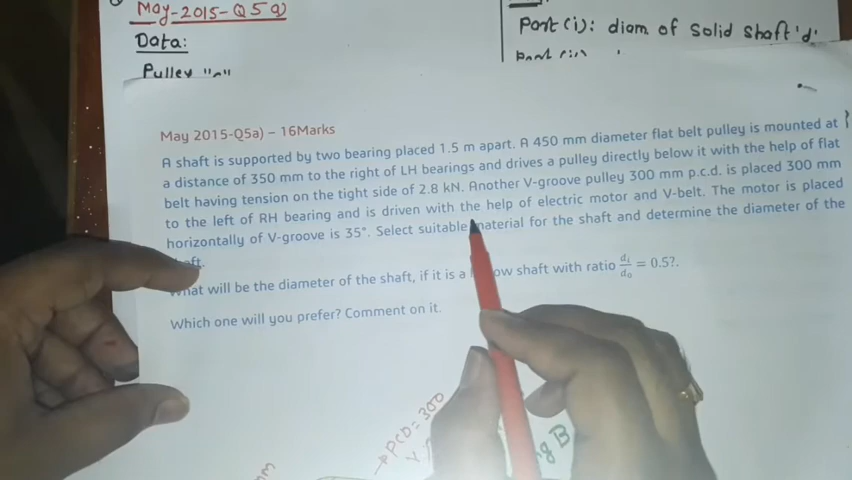 May-2015-Q5a)
Data:
Pulley "A"
Part(i): diam of solid shaft 'd'.
May 2015-Q5a) – 16Marks
A shaft is supported by two bearing placed 1.5 m apart. A 450 mm diameter flat belt pulley is mounted at
a distance of 350 mm to the right of LH bearings and drives a pulley directly below it with the help of flat
belt having tension on the tight side of 2.8 kN. Another V-groove pulley 300 mm p.c.d. is placed 300 mm
to the left of RH bearing and is driven with the help of electric motor and V-belt. The motor is placed
horizontally of V-groove is 35°. Select suitable material for the shaft and determine the diameter of the
What will be the diameter of the shaft, if it is a ow shaft with ratio di/do = 0.5?.
Which one will you prefer? Comment on it.
PCD = 300
g B
mm